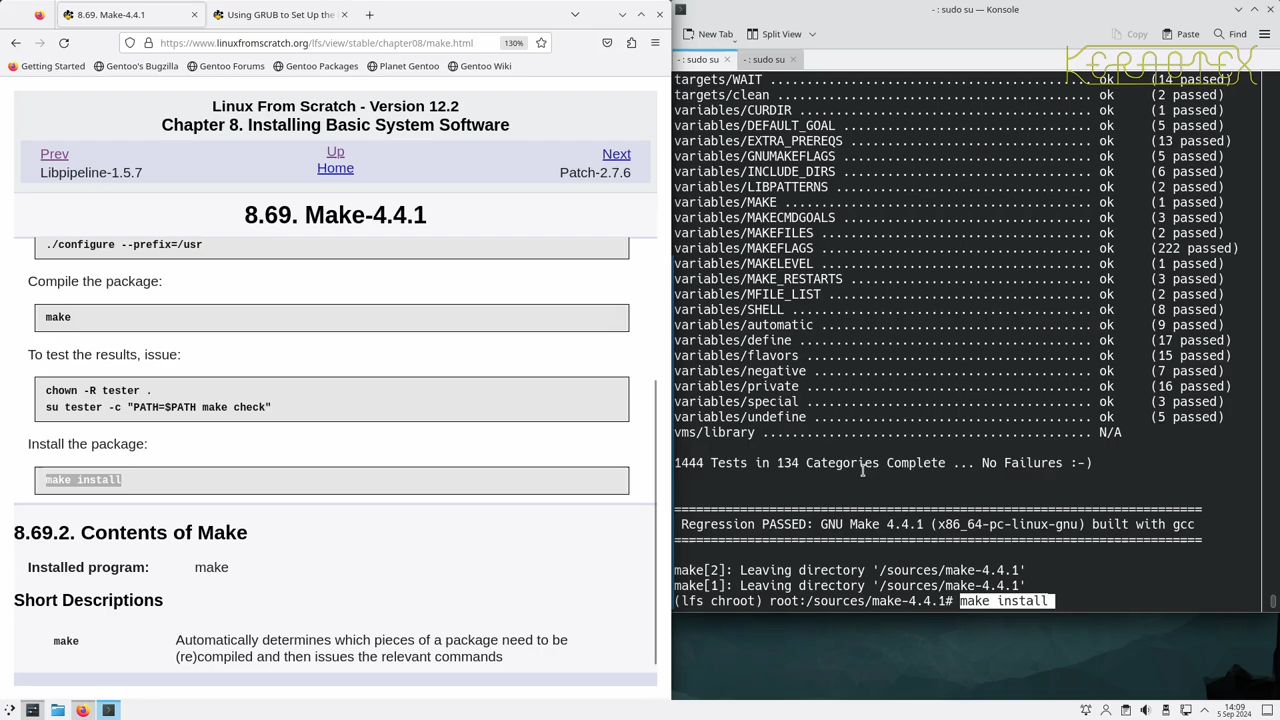 8.69. Make-4.4.1
Using GRUB to Set Up the
https://www.linuxfromscratch.org/lfs/view/stable/chapter08/make.html
130%
Getting Started
Gentoo's Bugzilla
Gentoo Forums
Gentoo Packages
Planet Gentoo
Gentoo Wiki
Linux From Scratch - Version 12.2
Chapter 8. Installing Basic System Software
Prev
Up
Next
Libpipeline-1.5.7
Home
Patch-2.7.6
8.69. Make-4.4.1
./configure --prefix=/usr
Compile the package:
make
To test the results, issue:
chown -R tester .
su tester -c "PATH=$PATH make check"
Install the package:
make install
8.69.2. Contents of Make
Installed program: make
Short Descriptions
make Automatically determines which pieces of a package need to be
(re)compiled and then issues the relevant commands
- : sudo su — Konsole
New Tab
Split View
Copy
Paste
Find
- : sudo su
- : sudo su
KERNOTEX
targets/WAIT ........................................... ok (14 passed)
targets/clean .......................................... ok (2 passed)
variables/CURDIR ....................................... ok (1 passed)
variables/DEFAULT_GOAL ................................. ok (5 passed)
variables/EXTRA_PREREQS ................................ ok (13 passed)
variables/GNUMAKEFLAGS ................................. ok (5 passed)
variables/INCLUDE_DIRS ................................. ok (6 passed)
variables/LIBPATTERNS .................................. ok (2 passed)
variables/MAKE ......................................... ok (1 passed)
variables/MAKECMDGOALS ................................. ok (3 passed)
variables/MAKEFILES .................................... ok (2 passed)
variables/MAKEFLAGS .................................... ok (222 passed)
variables/MAKELEVEL .................................... ok (1 passed)
variables/MAKE_RESTARTS ................................ ok (3 passed)
variables/MFILE_LIST ................................... ok (2 passed)
variables/SHELL ........................................ ok (8 passed)
variables/automatic .................................... ok (9 passed)
variables/define ....................................... ok (17 passed)
variables/flavors ...................................... ok (15 passed)
variables/negative ..................................... ok (7 passed)
variables/private ...................................... ok (16 passed)
variables/special ...................................... ok (3 passed)
variables/undefine ..................................... ok (5 passed)
vms/library ............................................ N/A
1444 Tests in 134 Categories Complete ... No Failures :-)
========================================================================
Regression PASSED: GNU Make 4.4.1 (x86_64-pc-linux-gnu) built with gcc
========================================================================
make[2]: Leaving directory '/sources/make-4.4.1'
make[1]: Leaving directory '/sources/make-4.4.1'
(lfs chroot) root:/sources/make-4.4.1# make install
14:09
5 Sep 2024